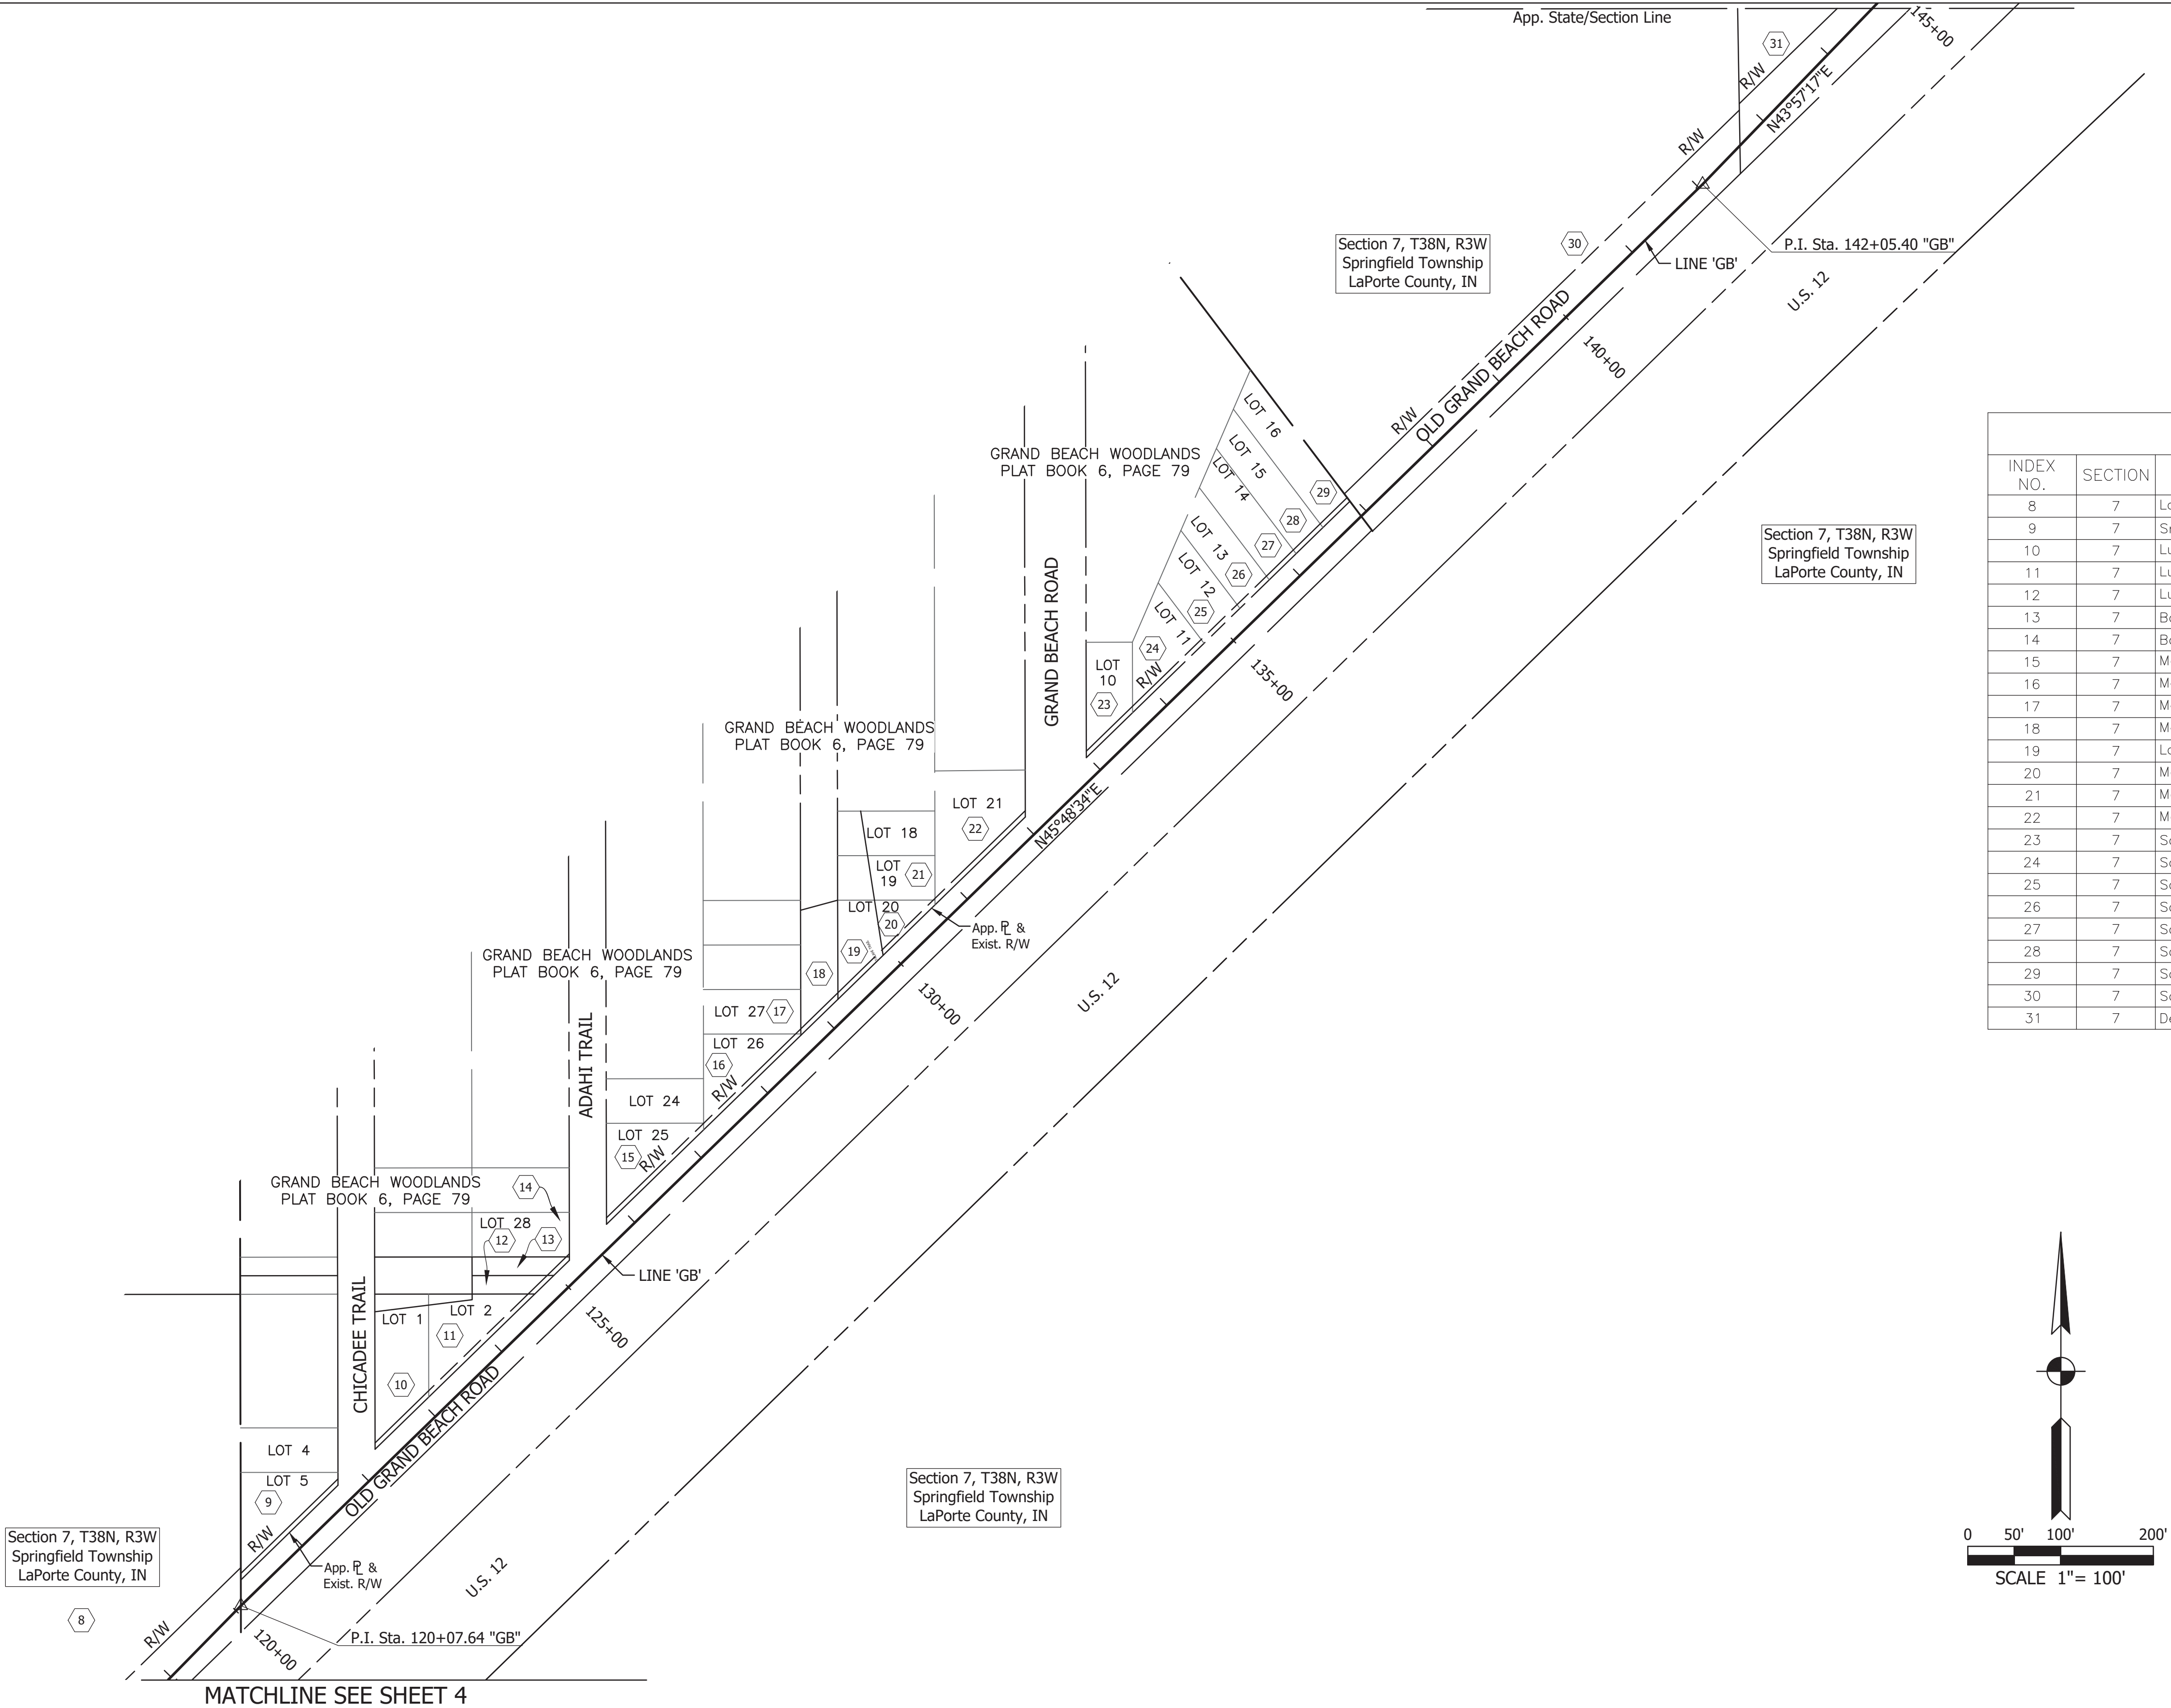 App. State/Section Line
145+00
31
R/W
N43°57'17"E
R/W
P.I. Sta. 142+05.40 "GB"
Section 7, T38N, R3W
Springfield Township
LaPorte County, IN
30
LINE 'GB'
U.S. 12
OLD GRAND BEACH ROAD
140+00
R/W
GRAND BEACH WOODLANDS
PLAT BOOK 6, PAGE 79
LOT 16
LOT 15
LOT 14
LOT 13
LOT 12
LOT 11
29
28
27
26
25
24
R/W
LOT
10
23
GRAND BEACH ROAD
135+00
Section 7, T38N, R3W
Springfield Township
LaPorte County, IN
INDEX
NO.
SECTION
8 7
9 7
10 7
11 7
12 7
13 7
14 7
15 7
16 7
17 7
18 7
19 7
20 7
21 7
22 7
23 7
24 7
25 7
26 7
27 7
28 7
29 7
30 7
31 7
GRAND BEACH WOODLANDS
PLAT BOOK 6, PAGE 79
LOT 21
22
N45°48'34"E
LOT 18
LOT
19
21
LOT 20
20
19
App. PL &
Exist. R/W
18
130+00
U.S. 12
GRAND BEACH WOODLANDS
PLAT BOOK 6, PAGE 79
LOT 27
17
LOT 26
16
R/W
ADAHI TRAIL
LOT 24
LOT 25
15
R/W
GRAND BEACH WOODLANDS
PLAT BOOK 6, PAGE 79
14
LOT 28
12
13
LINE 'GB'
125+00
CHICADEE TRAIL
LOT 1
LOT 2
11
10
OLD GRAND BEACH ROAD
LOT 4
LOT 5
9
R/W
App. PL &
Exist. R/W
U.S. 12
Section 7, T38N, R3W
Springfield Township
LaPorte County, IN
Section 7, T38N, R3W
Springfield Township
LaPorte County, IN
8
R/W
120+00
P.I. Sta. 120+07.64 "GB"
MATCHLINE SEE SHEET 4
0 50' 100' 200'
SCALE 1"= 100'